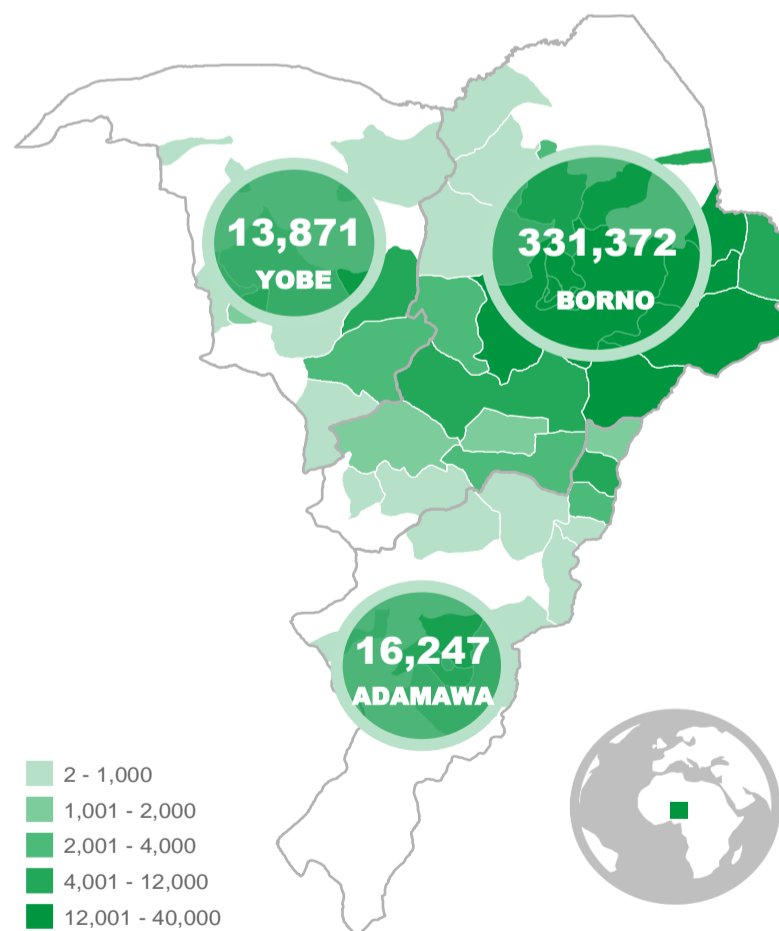 13,871
YOBE
331,372
BORNO
16,247
ADAMAWA
2 - 1,000
1,001 - 2,000
2,001 - 4,000
4,001 - 12,000
12,001 - 40,000